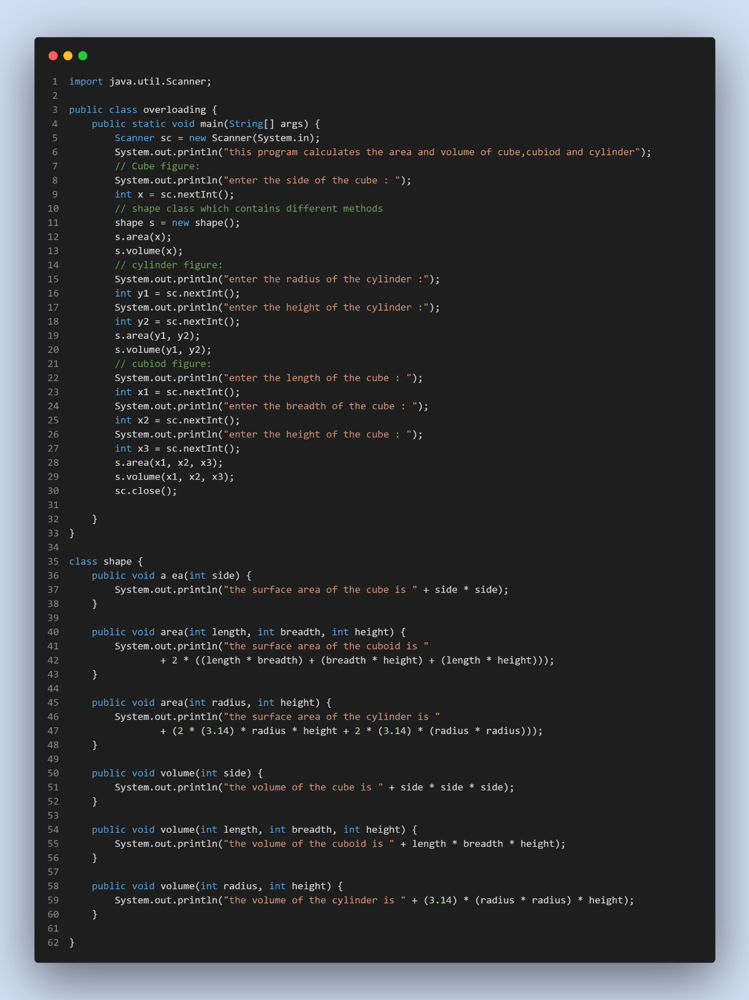 1 import java.util.Scanner;
2
3 public class overloading {
4     public static void main(String[] args) {
5         Scanner sc = new Scanner(System.in);
6         System.out.println("this program calculates the area and volume of cube,cubiod and cylinder");
7         // Cube figure:
8         System.out.println("enter the side of the cube : ");
9         int x = sc.nextInt();
10         // shape class which contains different methods
11         shape s = new shape();
12         s.area(x);
13         s.volume(x);
14         // cylinder figure:
15         System.out.println("enter the radius of the cylinder :");
16         int y1 = sc.nextInt();
17         System.out.println("enter the height of the cylinder :");
18         int y2 = sc.nextInt();
19         s.area(y1, y2);
20         s.volume(y1, y2);
21         // cubiod figure:
22         System.out.println("enter the length of the cube : ");
23         int x1 = sc.nextInt();
24         System.out.println("enter the breadth of the cube : ");
25         int x2 = sc.nextInt();
26         System.out.println("enter the height of the cube : ");
27         int x3 = sc.nextInt();
28         s.area(x1, x2, x3);
29         s.volume(x1, x2, x3);
30         sc.close();
31
32     }
33 }
34
35 class shape {
36     public void a ea(int side) {
37         System.out.println("the surface area of the cube is " + side * side);
38     }
39
40     public void area(int length, int breadth, int height) {
41         System.out.println("the surface area of the cuboid is "
42                 + 2 * ((length * breadth) + (breadth * height) + (length * height)));
43     }
44
45     public void area(int radius, int height) {
46         System.out.println("the surface area of the cylinder is "
47                 + (2 * (3.14) * radius * height + 2 * (3.14) * (radius * radius)));
48     }
49
50     public void volume(int side) {
51         System.out.println("the volume of the cube is " + side * side * side);
52     }
53
54     public void volume(int length, int breadth, int height) {
55         System.out.println("the volume of the cuboid is " + length * breadth * height);
56     }
57
58     public void volume(int radius, int height) {
59         System.out.println("the volume of the cylinder is " + (3.14) * (radius * radius) * height);
60     }
61
62 }